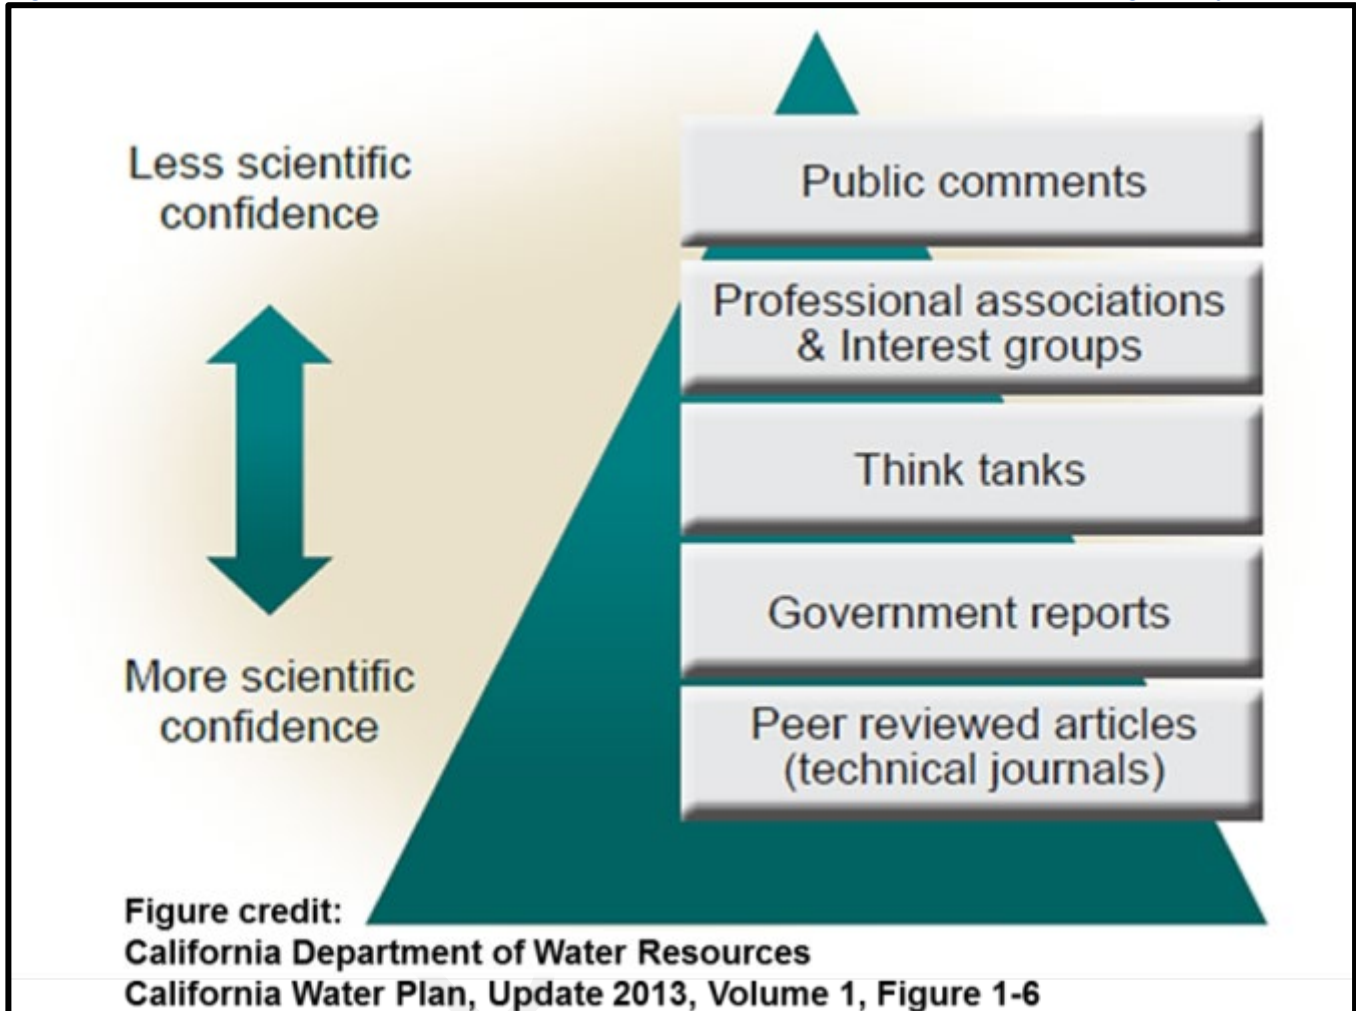 Less scientific
confidence
Public comments
Professional associations
& Interest groups
Think tanks
Government reports
More scientific
confidence
Peer reviewed articles
(technical journals)
Figure credit:
California Department of Water Resources
California Water Plan, Update 2013, Volume 1, Figure 1-6